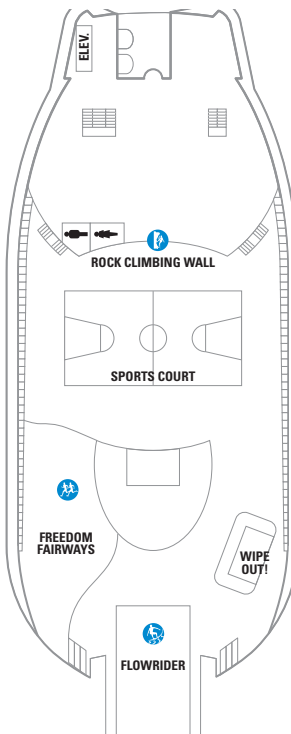 ELEV.
ROCK CLIMBING WALL
SPORTS COURT
FREEDOM
FAIRWAYS
WIPE
OUT!
FLOWRIDER